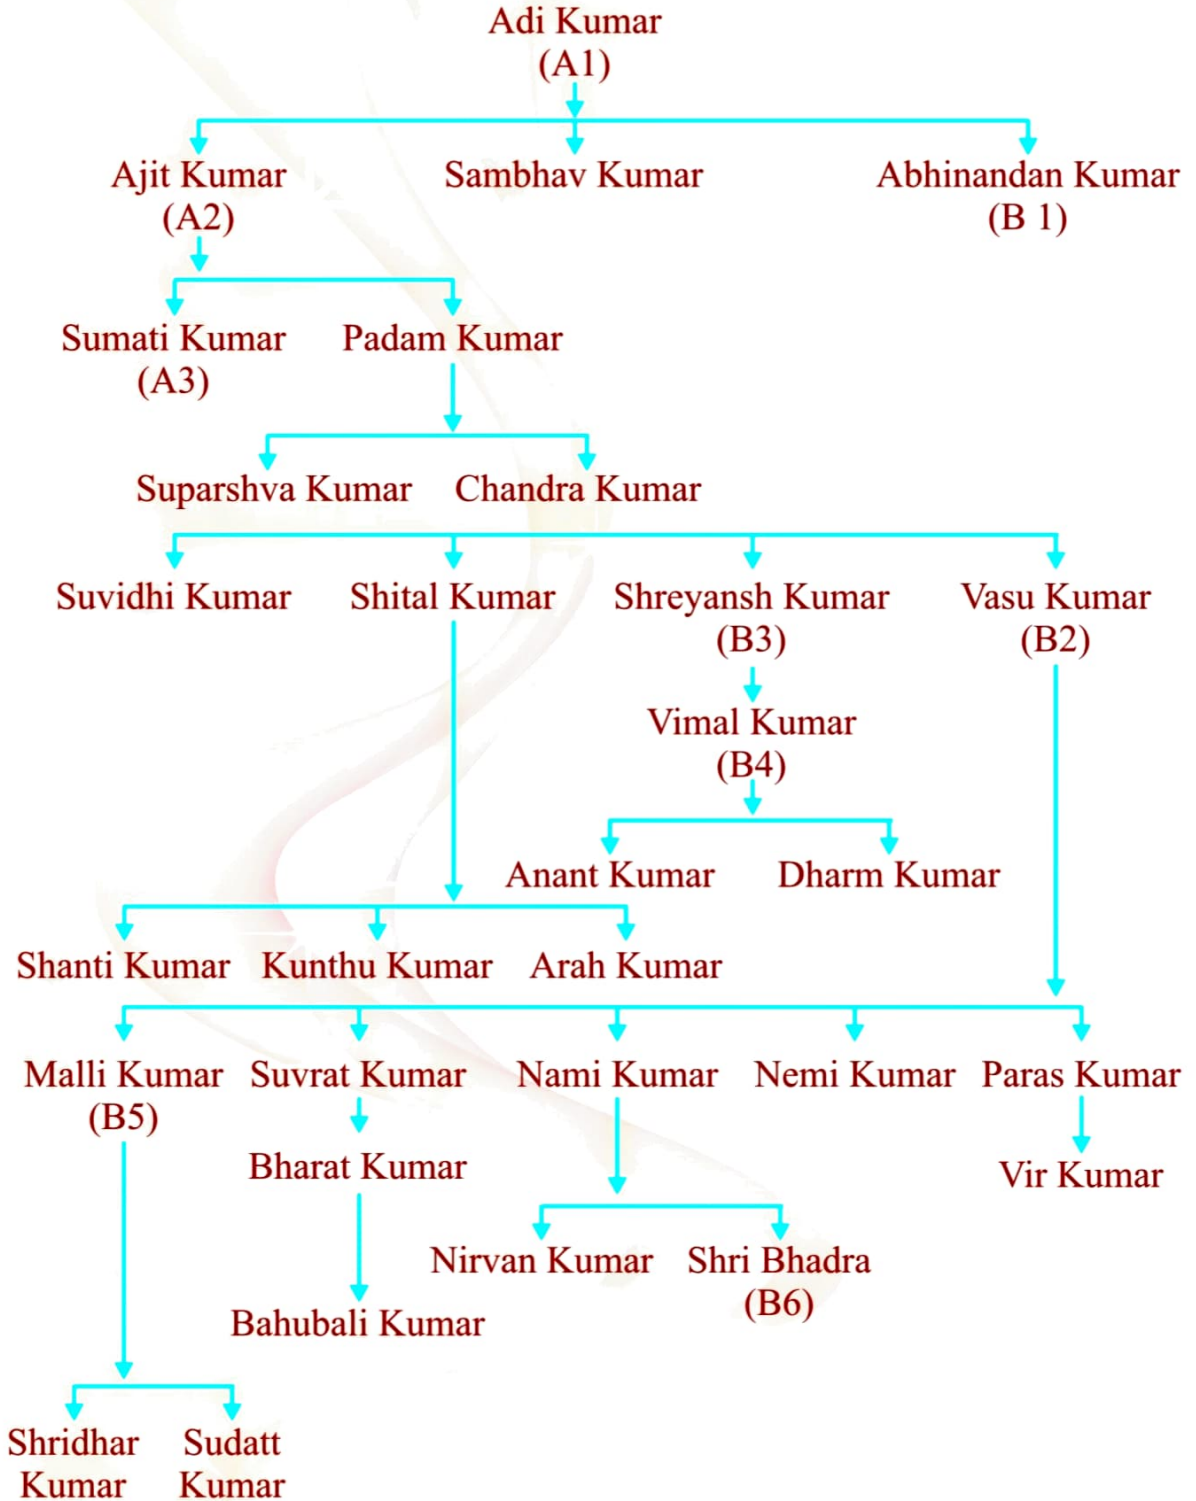 Adi Kumar
(A1)
Ajit Kumar
(A2)
Sambhav Kumar
Abhinandan Kumar
(B 1)
Sumati Kumar
(A3)
Padam Kumar
Suparshva Kumar
Chandra Kumar
Suvidhi Kumar
Shital Kumar
Shreyansh Kumar
(B3)
Vasu Kumar
(B2)
Vimal Kumar
(B4)
Anant Kumar
Dharm Kumar
Shanti Kumar
Kunthu Kumar
Arah Kumar
Malli Kumar
(B5)
Suvrat Kumar
Nami Kumar
Nemi Kumar
Paras Kumar
Bharat Kumar
Vir Kumar
Nirvan Kumar
Shri Bhadra
(B6)
Bahubali Kumar
Shridhar
Kumar
Sudatt
Kumar